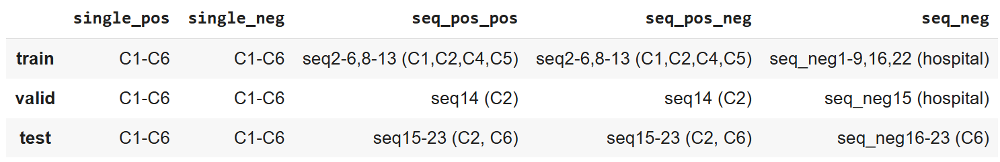 single_pos single_neg seq_pos_pos seq_pos_neg seq_neg
train C1-C6 C1-C6 seq2-6,8-13 (C1,C2,C4,C5) seq2-6,8-13 (C1,C2,C4,C5) seq_neg1-9,16,22 (hospital)
valid C1-C6 C1-C6 seq14 (C2) seq14 (C2) seq_neg15 (hospital)
test C1-C6 C1-C6 seq15-23 (C2, C6) seq15-23 (C2, C6) seq_neg16-23 (C6)